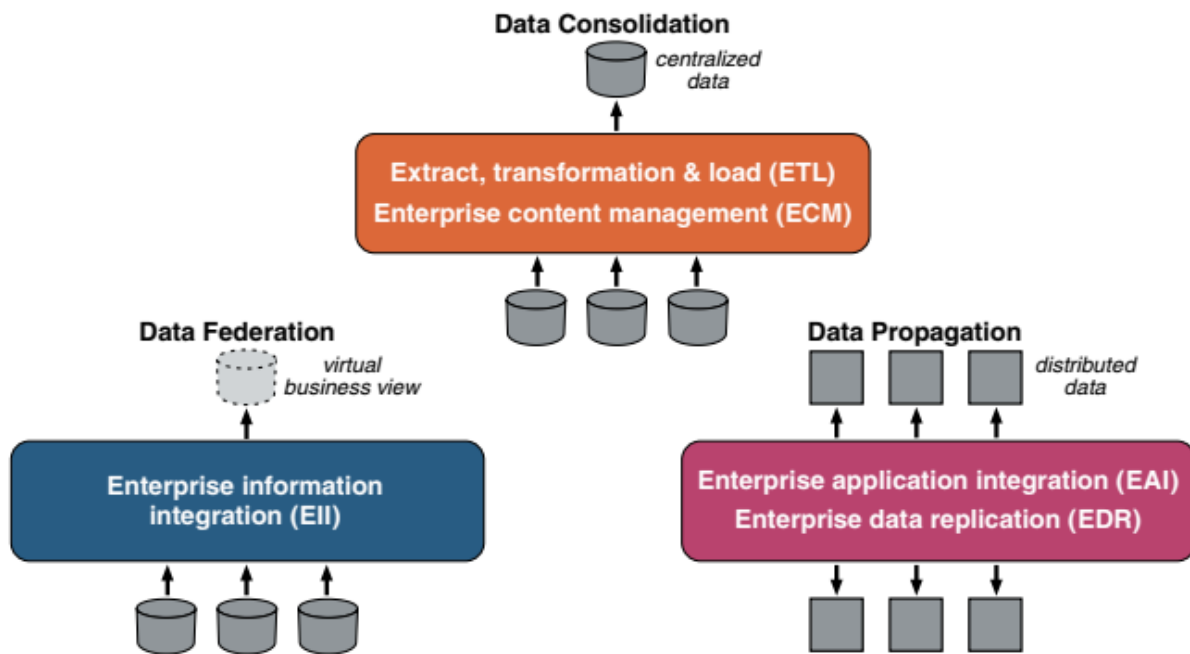 Data Consolidation
centralized
data
Extract, transformation & load (ETL)
Enterprise content management (ECM)
Data Federation
virtual
business view
Enterprise information
integration (EII)
Data Propagation
distributed
data
Enterprise application integration (EAI)
Enterprise data replication (EDR)